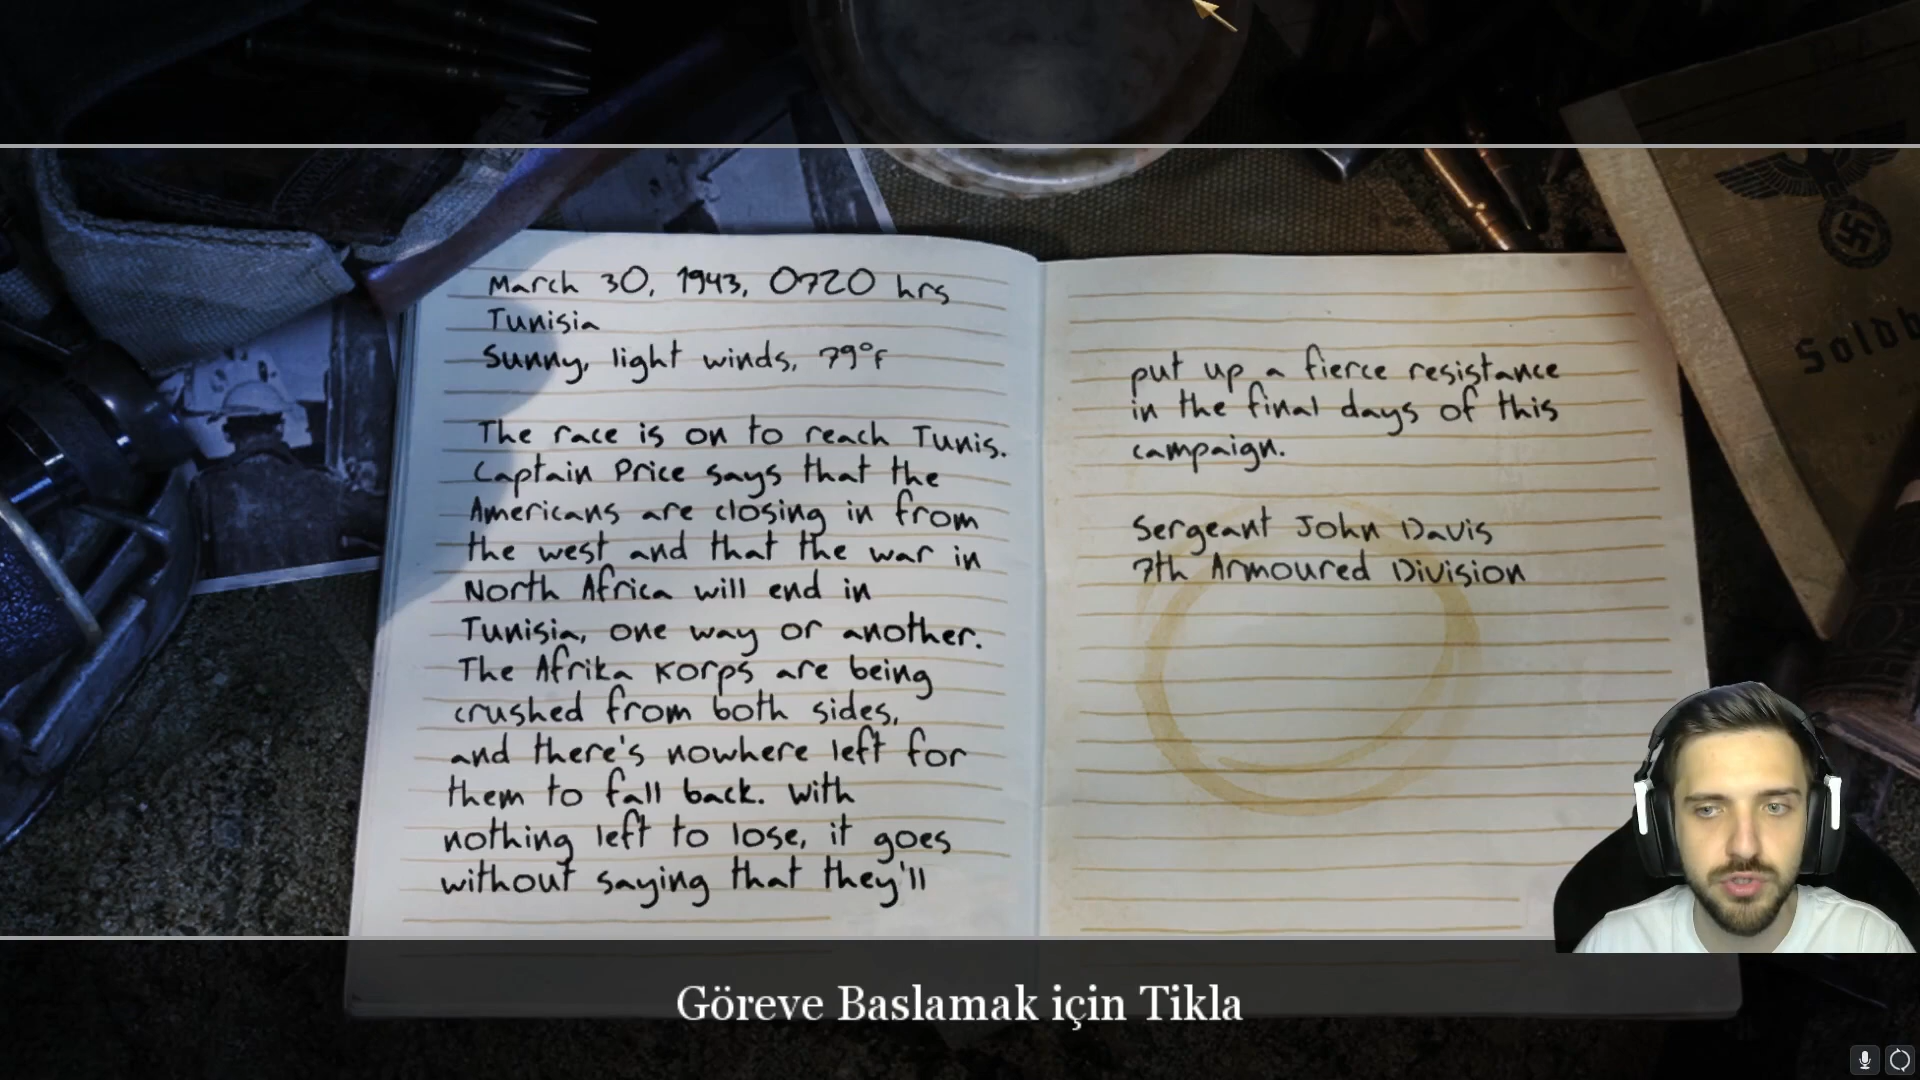 March 30, 1943, 0720 hrs
Tunisia
Sunny, light winds, 79°F
The race is on to reach Tunis.
Captain Price says that the
Americans are closing in from
the west and that the war in
North Africa will end in
Tunisia, one way or another.
The Afrika Korps are being
crushed from both sides,
and there's nowhere left for
them to fall back. With
nothing left to lose, it goes
without saying that they'll
put up a fierce resistance
in the final days of this
campaign.
Sergeant John Davis
7th Armoured Division
Soldb
Göreve Baslamak için Tikla